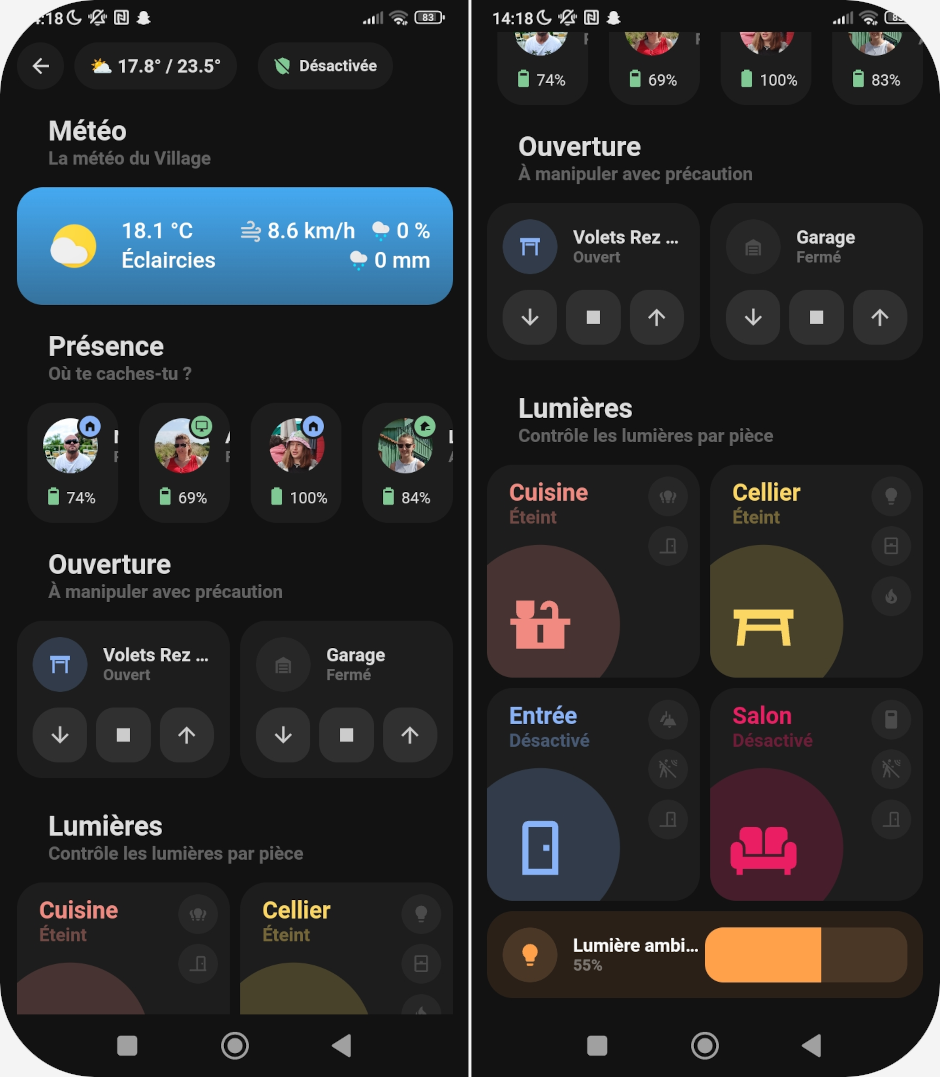 :18
83
17.8° / 23.5°
Désactivée
Météo
La météo du Village
18.1 °C
8.6 km/h
0 %
Éclaircies
0 mm
Présence
Où te caches-tu ?
74%
69%
100%
84%
Ouverture
À manipuler avec précaution
Volets Rez ...
Ouvert
Garage
Fermé
Lumières
Contrôle les lumières par pièce
Cuisine
Éteint
Cellier
Éteint
14:18
74%
69%
100%
83%
Ouverture
À manipuler avec précaution
Volets Rez ...
Ouvert
Garage
Fermé
Lumières
Contrôle les lumières par pièce
Cuisine
Éteint
Cellier
Éteint
Entrée
Désactivé
Salon
Désactivé
Lumière ambi...
55%